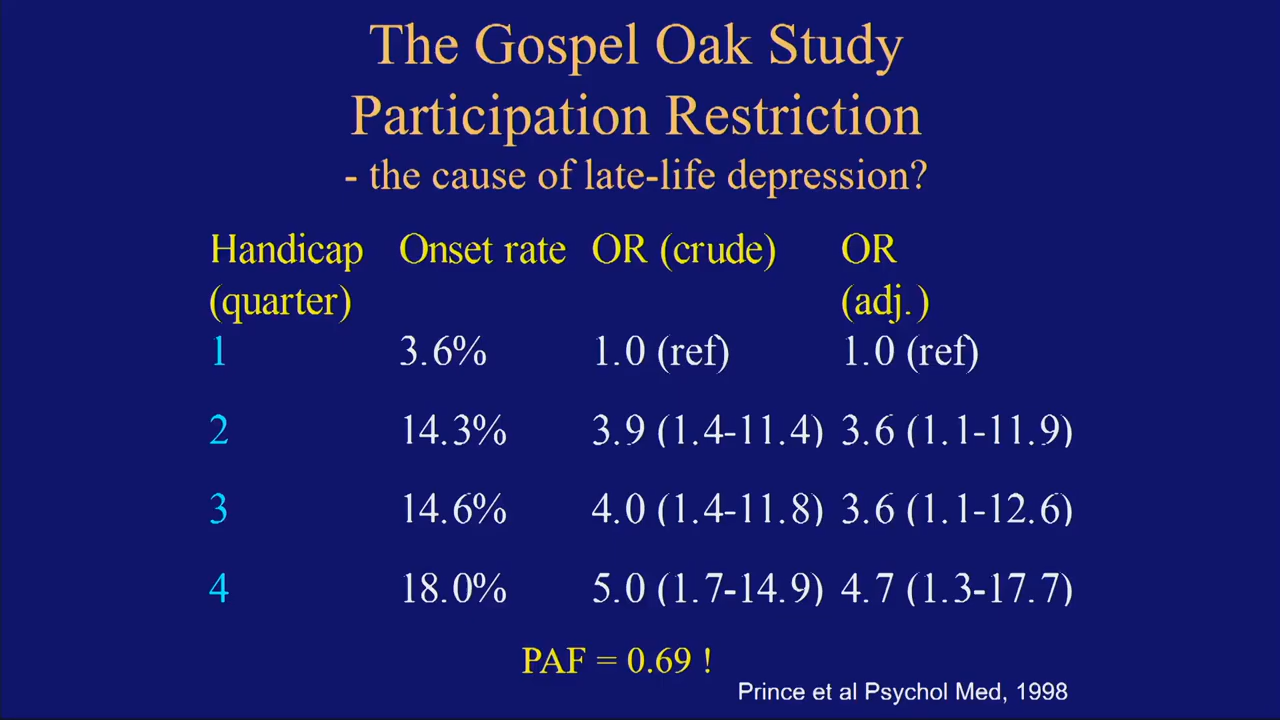 The Gospel Oak Study
Participation Restriction
- the cause of late-life depression?
Handicap Onset rate OR (crude) OR
(quarter) (adj.)
1 3.6% 1.0 (ref) 1.0 (ref)
2 14.3% 3.9 (1.4-11.4) 3.6 (1.1-11.9)
3 14.6% 4.0 (1.4-11.8) 3.6 (1.1-12.6)
4 18.0% 5.0 (1.7-14.9) 4.7 (1.3-17.7)
PAF = 0.69 !
Prince et al Psychol Med, 1998